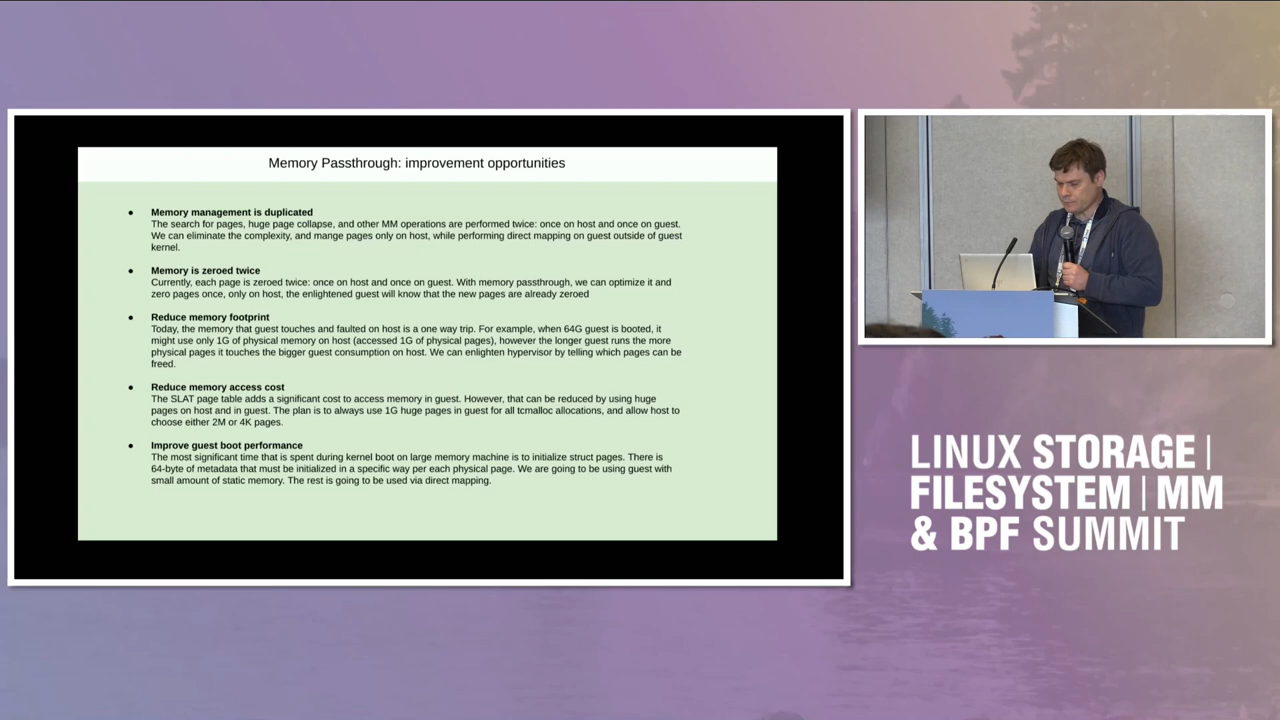 Memory Passthrough: improvement opportunities
● Memory management is duplicated
The search for pages, huge page collapse, and other MM operations are performed twice: once on host and once on guest.
We can eliminate the complexity, and mange pages only on host, while performing direct mapping on guest outside of guest
kernel.
● Memory is zeroed twice
Currently, each page is zeroed twice: once on host and once on guest. With memory passthrough, we can optimize it and
zero pages once, only on host, the enlightened guest will know that the new pages are already zeroed
● Reduce memory footprint
Today, the memory that guest touches and faulted on host is a one way trip. For example, when 64G guest is booted, it
might use only 1G of physical memory on host (accessed 1G of physical pages), however the longer guest runs the more
physical pages it touches the bigger guest consumption on host. We can enlighten hypervisor by telling which pages can be
freed.
● Reduce memory access cost
The SLAT page table adds a significant cost to access memory in guest. However, that can be reduced by using huge
pages on host and in guest. The plan is to always use 1G huge pages in guest for all tcmalloc allocations, and allow host to
choose either 2M or 4K pages.
● Improve guest boot performance
The most significant time that is spent during kernel boot on large memory machine is to initialize struct pages. There is
64-byte of metadata that must be initialized in a specific way per each physical page. We are going to be using guest with
small amount of static memory. The rest is going to be used via direct mapping.
LINUX STORAGE |
FILESYSTEM | MM
& BPF SUMMIT